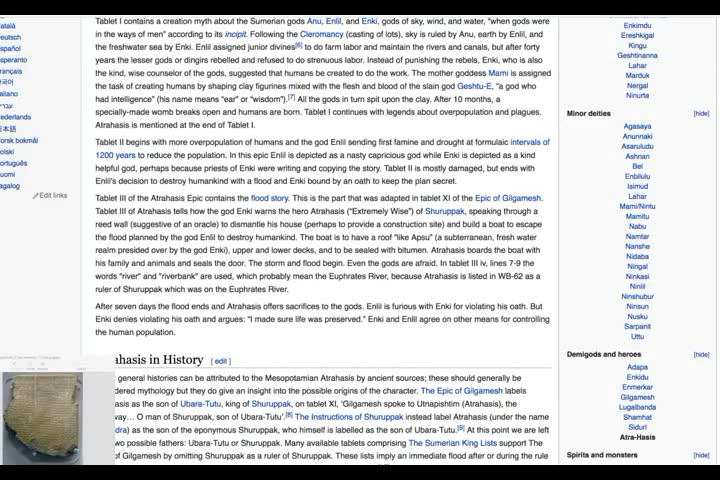 Català
Deutsch
Español
Esperanto
Français
한국어
Italiano
עברית
Nederlands
日本語
Norsk bokmål
Polski
Português
Suomi
Tagalog
Edit links
Tablet I contains a creation myth about the Sumerian gods Anu, Enlil, and Enki, gods of sky, wind, and water, “when gods were
in the ways of men” according to its incipit. Following the Cleromancy (casting of lots), sky is ruled by Anu, earth by Enlil, and
the freshwater sea by Enki. Enlil assigned junior divines[6] to do farm labor and maintain the rivers and canals, but after forty
years the lesser gods or dingirs rebelled and refused to do strenuous labor. Instead of punishing the rebels, Enki, who is also
the kind, wise counselor of the gods, suggested that humans be created to do the work. The mother goddess Mami is assigned
the task of creating humans by shaping clay figurines mixed with the flesh and blood of the slain god Geshtu-E, “a god who
had intelligence” (his name means “ear” or “wisdom”).[7] All the gods in turn spit upon the clay. After 10 months, a
specially-made womb breaks open and humans are born. Tablet I continues with legends about overpopulation and plagues.
Atrahasis is mentioned at the end of Tablet I.
Tablet II begins with more overpopulation of humans and the god Enlil sending first famine and drought at formulaic intervals of
1200 years to reduce the population. In this epic Enlil is depicted as a nasty capricious god while Enki is depicted as a kind
helpful god, perhaps because priests of Enki were writing and copying the story. Tablet II is mostly damaged, but ends with
Enlil's decision to destroy humankind with a flood and Enki bound by an oath to keep the plan secret.
Tablet III of the Atrahasis Epic contains the flood story. This is the part that was adapted in tablet XI of the Epic of Gilgamesh.
Tablet III of Atrahasis tells how the god Enki warns the hero Atrahasis (“Extremely Wise”) of Shuruppak, speaking through a
reed wall (suggestive of an oracle) to dismantle his house (perhaps to provide a construction site) and build a boat to escape
the flood planned by the god Enlil to destroy humankind. The boat is to have a roof “like Apsu” (a subterranean, fresh water
realm presided over by the god Enki), upper and lower decks, and to be sealed with bitumen. Atrahasis boards the boat with
his family and animals and seals the door. The storm and flood begin. Even the gods are afraid. In tablet III iv, lines 7-9 the
words “river” and “riverbank” are used, which probably mean the Euphrates River, because Atrahasis is listed in WB-62 as a
ruler of Shuruppak which was on the Euphrates River.
After seven days the flood ends and Atrahasis offers sacrifices to the gods. Enlil is furious with Enki for violating his oath. But
Enki denies violating his oath and argues: “I made sure life was preserved.” Enki and Enlil agree on other means for controlling
the human population.
ahasis in History [ edit ]
general histories can be attributed to the Mesopotamian Atrahasis by ancient sources; these should generally be
dered mythology but they do give an insight into the possible origins of the character. The Epic of Gilgamesh labels
hasis as the son of Ubara-Tutu, king of Shuruppak, on tablet XI, 'Gilgamesh spoke to Utnapishtim (Atrahasis), the
way... O man of Shuruppak, son of Ubara-Tutu'.[8] The Instructions of Shuruppak instead label Atrahasis (under the name
dra) as the son of the eponymous Shuruppak, who himself is labelled as the son of Ubara-Tutu.[9] At this point we are left
two possible fathers: Ubara-Tutu or Shuruppak. Many available tablets comprising The Sumerian King Lists support The
of Gilgamesh by omitting Shuruppak as a ruler of Shuruppak. These lists imply an immediate flood after or during the rule
Enkimdu
Ereshkigal
Kingu
Geshtinanna
Lahar
Marduk
Nergal
Ninurta
Minor deities [hide]
Agasaya
Anunnaki
Asaruludu
Ashnan
Bel
Enbilulu
Isimud
Lahar
Mami/Nintu
Mamitu
Nabu
Namtar
Nanshe
Nidaba
Ningal
Ninkasi
Ninlil
Ninshubur
Ninsun
Nusku
Sarpanit
Uttu
Demigods and heroes [hide]
Adapa
Enkidu
Enmerkar
Gilgamesh
Lugalbanda
Shamhat
Siduri
Atra-Hasis
Spirits and monsters [hide]